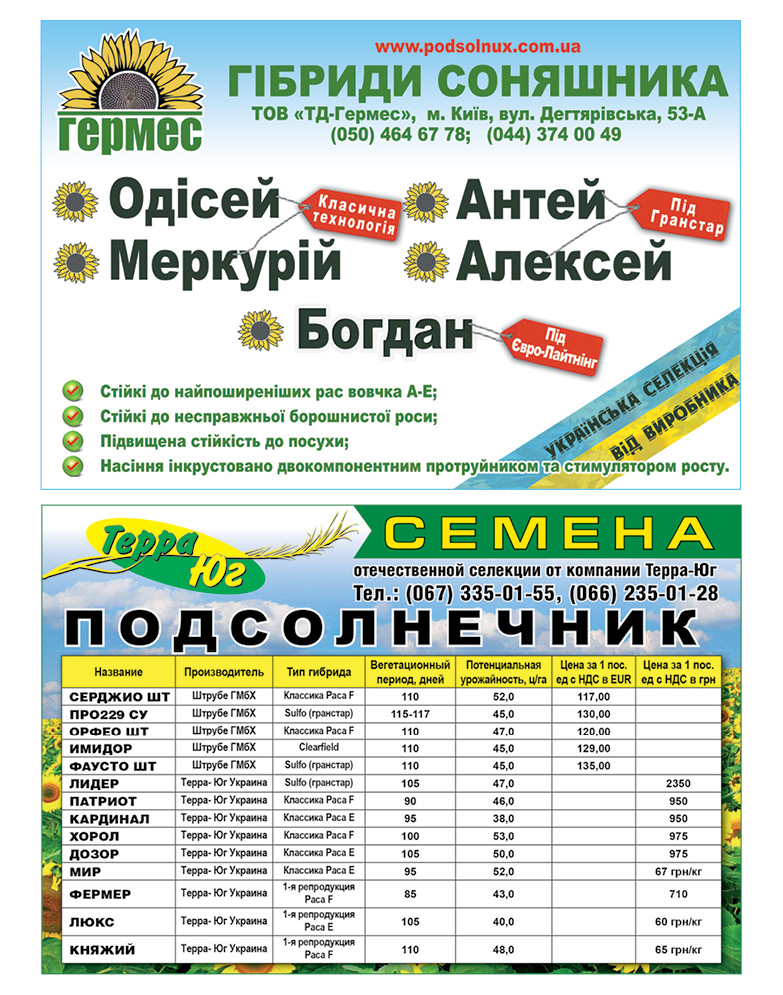 www.podsolnux.com.ua
ГІБРИДИ СОНЯШНИКА
ТОВ «ТД-Гермес», м. Київ, вул. Дегтярівська, 53-А
(050) 464 67 78; (044) 374 00 49
гермес
Одісей
Класична
технологія
Антей
Під
Гранстар
Меркурій
Алексей
Богдан
Під
Євро-Лайтнінг
УКРАЇНСЬКА СЕЛЕКЦІЯ
ВІД ВИРОБНИКА
Стійкі до найпоширеніших рас вовчка А-Е;
Стійкі до несправжньої борошнистої роси;
Підвищена стійкість до посухи;
Насіння інкрустовано двокомпонентним протруйником та стимулятором росту.
Терра
Юг
СЕМЕНА
отечественной селекции от компании Терра-Юг
Тел.: (067) 335-01-55, (066) 235-01-28
ПОДСОЛНЕЧНИК
Название Производитель Тип гибрида Вегетационный период, дней Потенциальная урожайность, ц/га Цена за 1 пос. ед с НДС в EUR Цена за 1 пос. ед с НДС в грн
СЕРДЖИО ШТ Штрубе ГМбХ Классика Раса F 110 52,0 117,00
ПРО229 СУ Штрубе ГМбХ Sulfo (гранстар) 115-117 45,0 130,00
ОРФЕО ШТ Штрубе ГМбХ Классика Раса F 110 47,0 120,00
ИМИДОР Штрубе ГМбХ Clearfield 110 45,0 129,00
ФАУСТО ШТ Штрубе ГМбХ Sulfo (гранстар) 110 45,0 135,00
ЛИДЕР Терра- Юг Украина Sulfo (гранстар) 105 47,0 2350
ПАТРИОТ Терра- Юг Украина Классика Раса F 90 46,0 950
КАРДИНАЛ Терра- Юг Украина Классика Раса E 95 38,0 950
ХОРОЛ Терра- Юг Украина Классика Раса F 100 53,0 975
ДОЗОР Терра- Юг Украина Классика Раса E 105 50,0 975
МИР Терра- Юг Украина Классика Раса E 95 52,0 67 грн/кг
ФЕРМЕР Терра- Юг Украина 1-я репродукция Раса F 85 43,0 710
ЛЮКС Терра- Юг Украина 1-я репродукция Раса E 105 40,0 60 грн/кг
КНЯЖИЙ Терра- Юг Украина 1-я репродукция Раса F 110 48,0 65 грн/кг